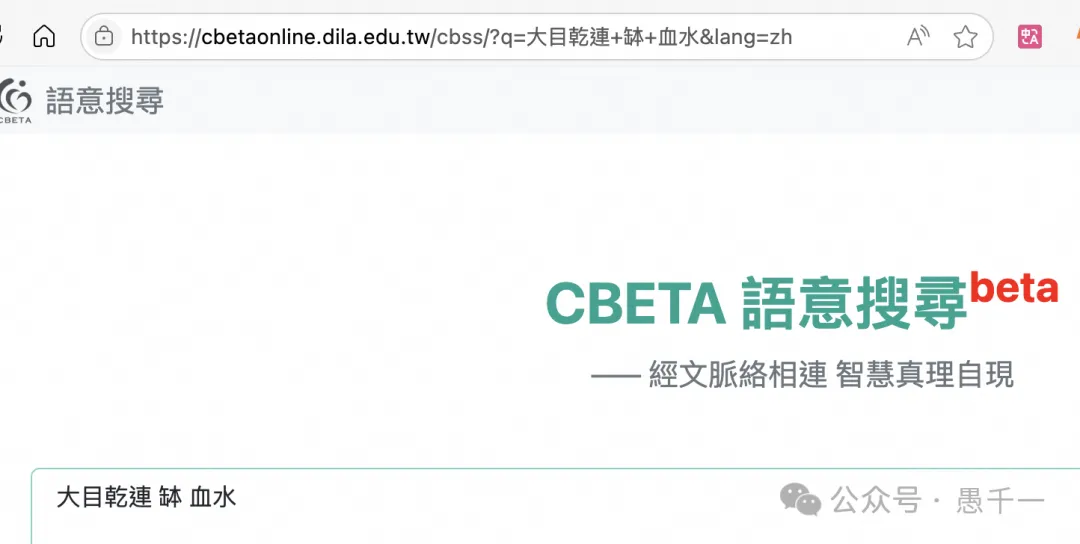 https://cbetaonline.dila.edu.tw/cbss/?q=大目乾連+缽+血水&lang=zh
CBETA 語意搜尋
CBETA 語意搜尋beta
—— 經文脈絡相連 智慧真理自現
大目乾連 缽 血水
公众号 · 愚千一